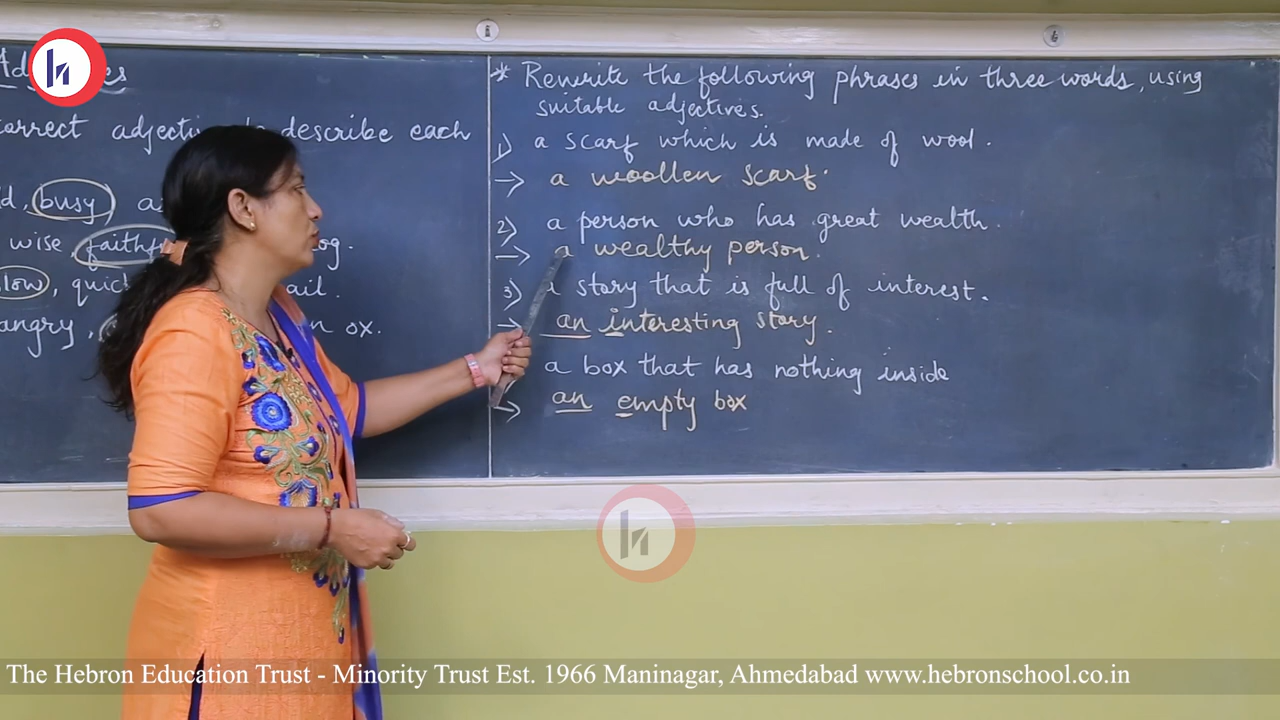 correct adjective to describe each
busy
wise, faithful
slow, quick
angry, ox.
* Rewrite the following phrases in three words, using
suitable adjectives.
1) a scarf which is made of wool.
→ a woollen scarf.
2) a person who has great wealth.
→ a wealthy person.
3) a story that is full of interest.
→ an interesting story.
a box that has nothing inside
→ an empty box
The Hebron Education Trust - Minority Trust Est. 1966 Maninagar, Ahmedabad www.hebronschool.co.in